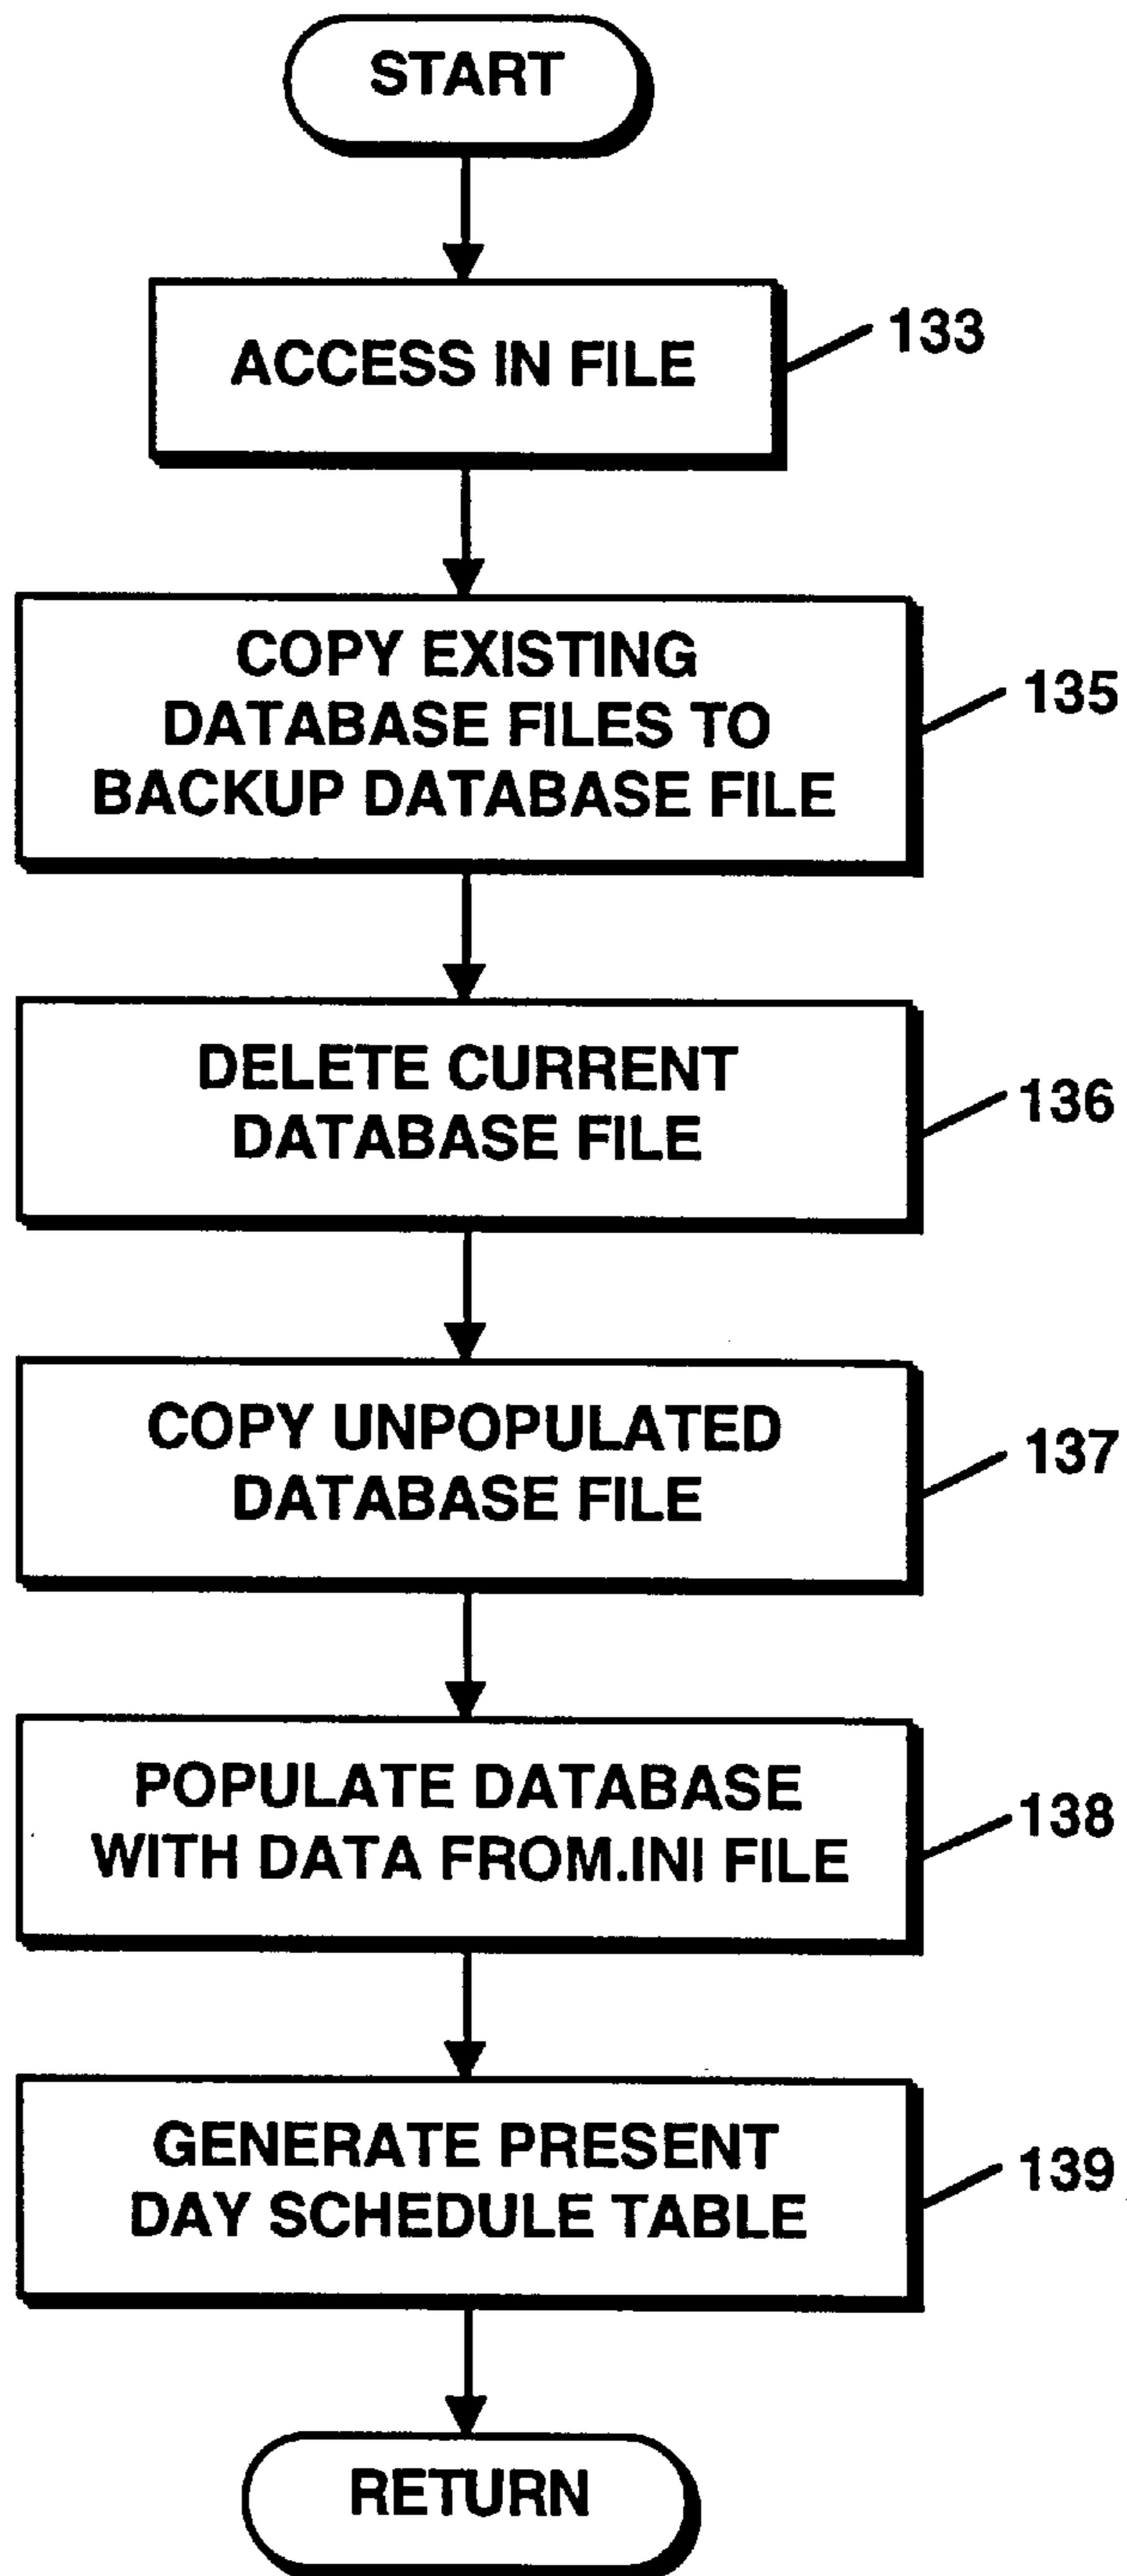 START
ACCESS IN FILE
133
COPY EXISTING
DATABASE FILES TO
BACKUP DATABASE FILE
135
DELETE CURRENT
DATABASE FILE
136
COPY UNPOPULATED
DATABASE FILE
137
POPULATE DATABASE
WITH DATA FROM.INI FILE
138
GENERATE PRESENT
DAY SCHEDULE TABLE
139
RETURN